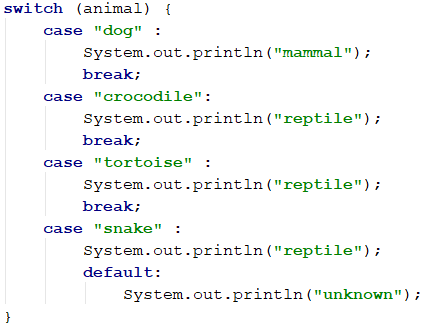 switch (animal) {
    case "dog" :
        System.out.println("mammal");
        break;
    case "crocodile":
        System.out.println("reptile");
        break;
    case "tortoise" :
        System.out.println("reptile");
        break;
    case "snake" :
        System.out.println("reptile");
        default:
            System.out.println("unknown");
}